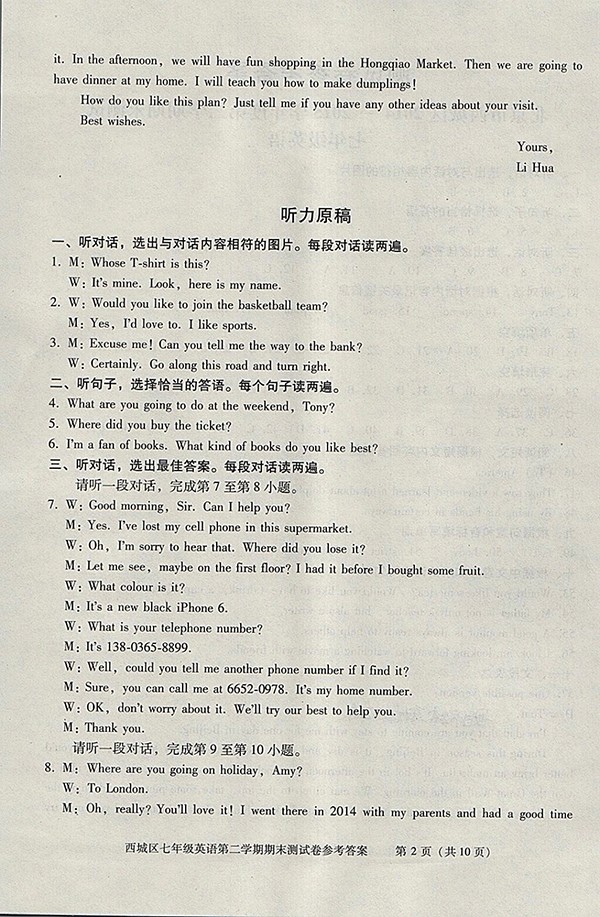 it. In the afternoon, we will have fun shopping in the Hongqiao Market. Then we are going to
have dinner at my home. I will teach you how to make dumplings!
How do you like this plan? Just tell me if you have any other ideas about your visit.
Best wishes.
Yours,
Li Hua
听力原稿
一、听对话，选出与对话内容相符的图片。每段对话读两遍。
1. M: Whose T-shirt is this?
W: It's mine. Look, here is my name.
2. W: Would you like to join the basketball team?
M: Yes, I'd love to. I like sports.
3. M: Excuse me! Can you tell me the way to the bank?
W: Certainly. Go along this road and turn right.
二、听句子，选择恰当的答语。每个句子读两遍。
4. What are you going to do at the weekend, Tony?
5. Where did you buy the ticket?
6. I'm a fan of books. What kind of books do you like best?
三、听对话，选出最佳答案。每段对话读两遍。
请听一段对话，完成第 7 至第 8 小题。
7. W: Good morning, Sir. Can I help you?
M: Yes. I've lost my cell phone in this supermarket.
W: Oh, I'm sorry to hear that. Where did you lose it?
M: Let me see, maybe on the first floor? I had it before I bought some fruit.
W: What colour is it?
M: It's a new black iPhone 6.
W: What is your telephone number?
M: It's 138-0365-8899.
W: Well, could you tell me another phone number if I find it?
M: Sure, you can call me at 6652-0978. It's my home number.
W: OK, don't worry about it. We'll try our best to help you.
M: Thank you.
请听一段对话，完成第 9 至第 10 小题。
8. M: Where are you going on holiday, Amy?
W: To London.
M: Oh, really? You'll love it! I went there in 2014 with my parents and had a good time
西城区七年级英语第二学期期末测试卷参考答案 第 2 页（共 10 页）